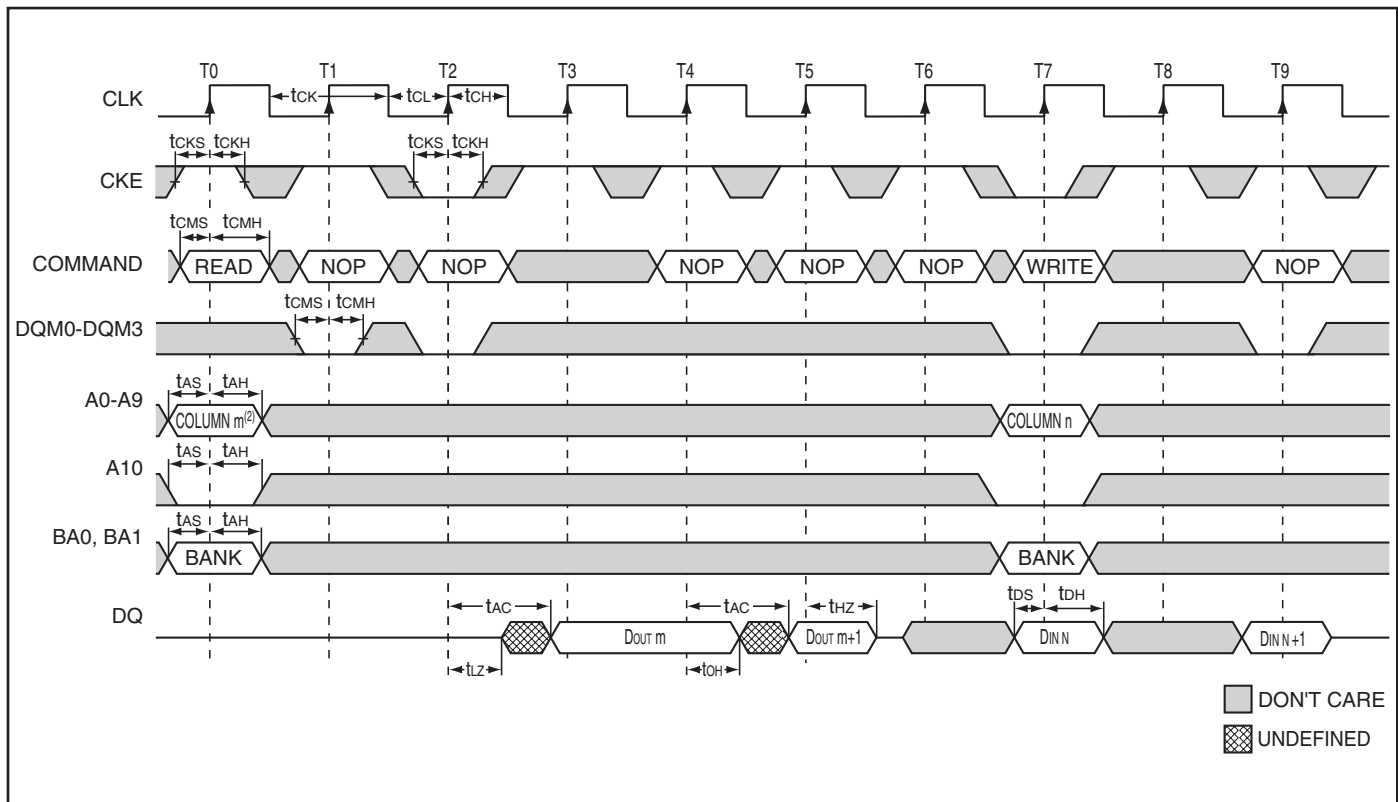 T0 T1 T2 T3 T4 T5 T6 T7 T8 T9
CLK tCK tCL tCH
tCKS tCKH tCKS tCKH
CKE
tCMS tCMH
COMMAND READ NOP NOP NOP NOP NOP WRITE NOP
tCMS tCMH
DQM0-DQM3
tAS tAH
A0-A9 COLUMN m(2) COLUMN n
tAS tAH
A10
tAS tAH
BA0, BA1 BANK BANK
tAC tAC tHZ tDS tDH
DQ DOUT m DOUT m+1 DIN N DIN N+1
tLZ tOH
DON'T CARE
UNDEFINED